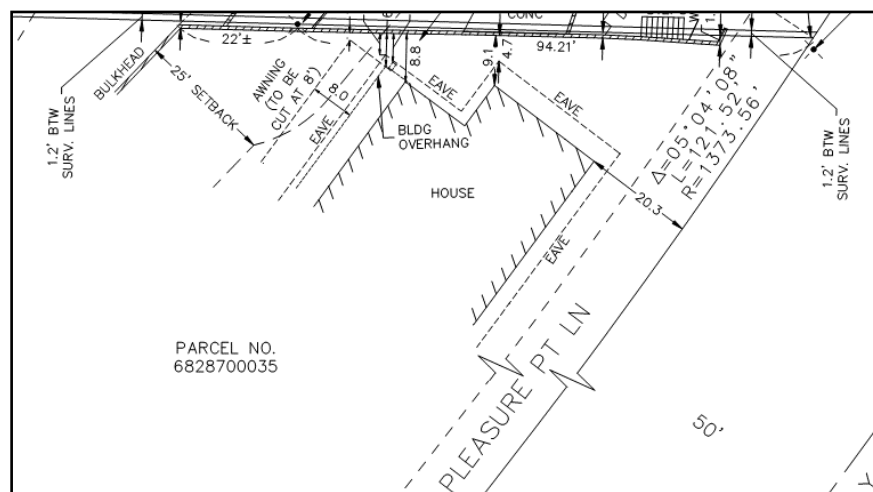 CONC
22'±
94.21'
8.8
9.1
4.7
BULKHEAD
25' SETBACK
AWNING
(TO BE
CUT AT 8')
8.0
EAVE
EAVE
EAVE
BLDG
OVERHANG
1.2' BTW
SURV. LINES
HOUSE
EAVE
20.3
Δ=05°04'08"
L=121.52'
R=1373.56'
1.2' BTW
SURV. LINES
PARCEL NO.
6828700035
PLEASURE PT LN
50'